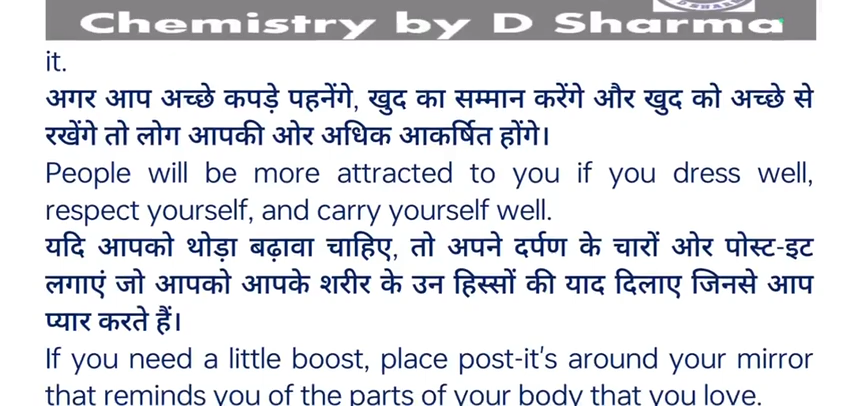 Chemistry by D Sharma
it.
अगर आप अच्छे कपड़े पहनेंगे, खुद का सम्मान करेंगे और खुद को अच्छे से
रखेंगे तो लोग आपकी ओर अधिक आकर्षित होंगे।
People will be more attracted to you if you dress well,
respect yourself, and carry yourself well.
यदि आपको थोड़ा बढ़ावा चाहिए, तो अपने दर्पण के चारों ओर पोस्ट-इट
लगाएं जो आपको आपके शरीर के उन हिस्सों की याद दिलाए जिनसे आप
प्यार करते हैं।
If you need a little boost, place post-it's around your mirror
that reminds you of the parts of your body that you love.